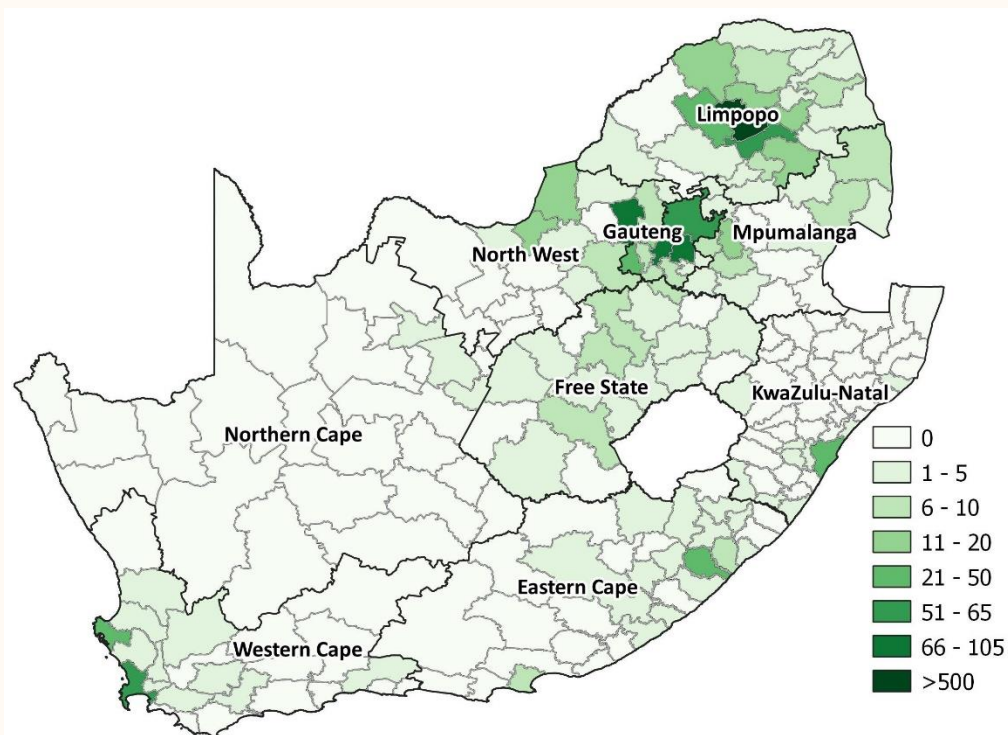 Limpopo
Gauteng
Mpumalanga
North West
Free State
KwaZulu-Natal
Northern Cape
Eastern Cape
Western Cape
0
1 - 5
6 - 10
11 - 20
21 - 50
51 - 65
66 - 105
>500